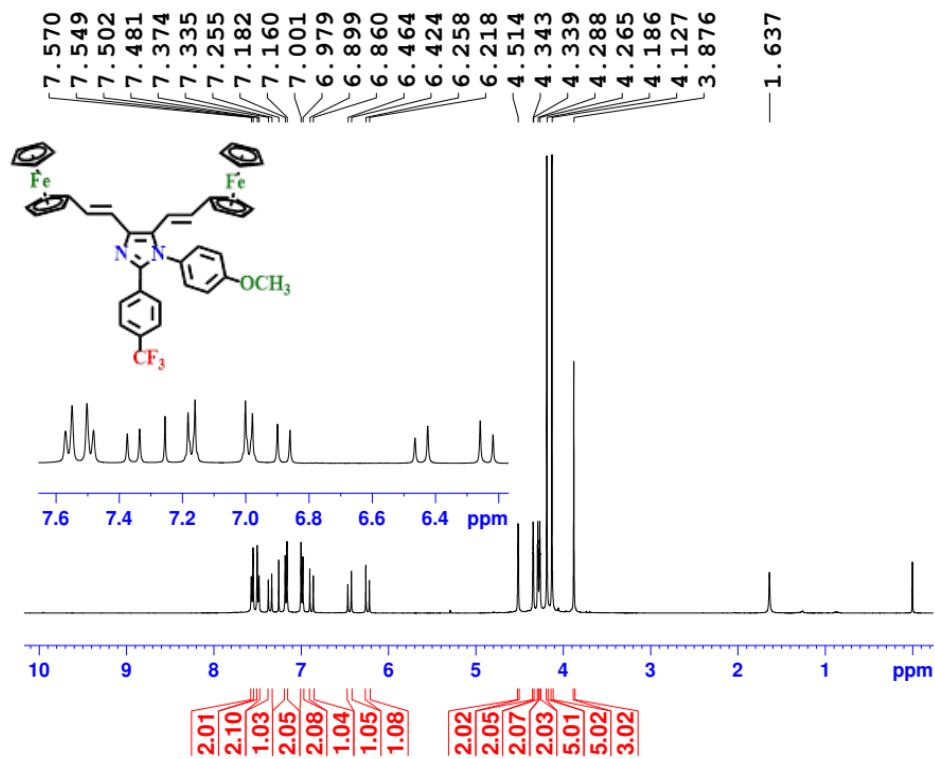 7.570 7.549 7.502 7.481 7.374 7.335 7.255 7.182 7.160 7.001 6.979 6.899 6.860 6.464 6.424 6.258 6.218 4.514 4.343 4.339 4.288 4.265 4.186 4.127 3.876 1.637
Fe Fe
N N
OCH3
CF3
7.6 7.4 7.2 7.0 6.8 6.6 6.4 ppm
10 9 8 7 6 5 4 3 2 1 ppm
2.01 2.10 1.03 2.05 2.08 1.04 1.05 1.08 2.02 2.05 2.07 2.03 5.01 5.02 3.02